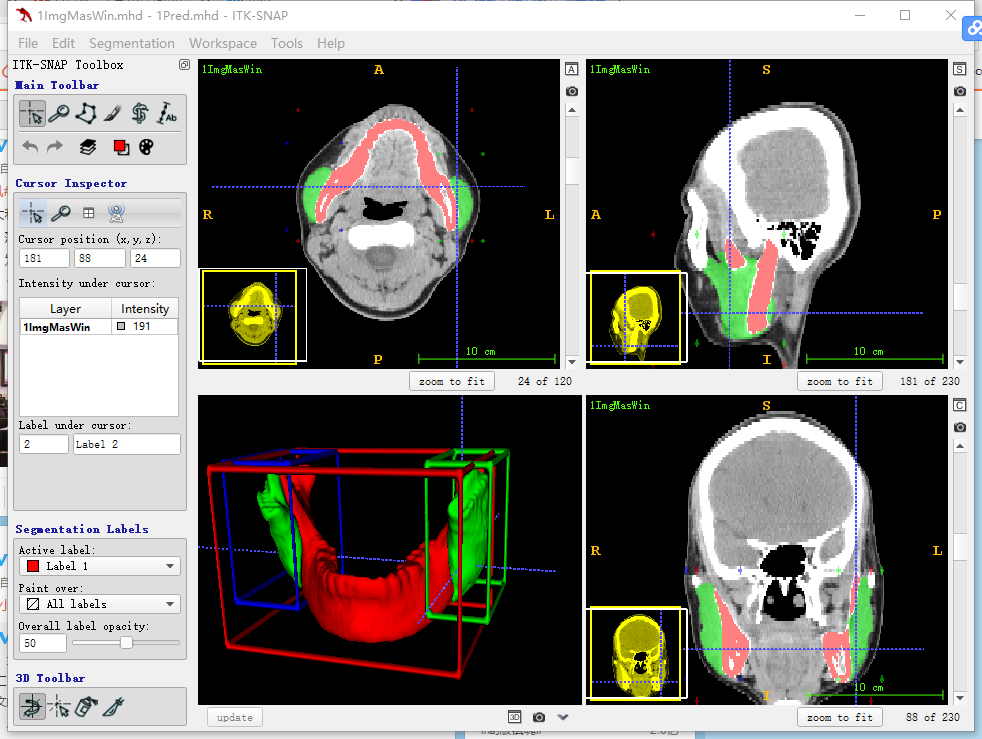 1ImgMasWin.mhd - 1Pred.mhd - ITK-SNAP
File Edit Segmentation Workspace Tools Help
ITK-SNAP Toolbox
Main Toolbar
Ab
Cursor Inspector
Cursor position (x,y,z):
181 88 24
Intensity under cursor:
Layer Intensity
1ImgMasWin 191
Label under cursor:
2 Label 2
Segmentation Labels
Active label:
Label 1
Paint over:
All labels
Overall label opacity:
50
3D Toolbar
1ImgMasWin
A
R
L
P
10 cm
A
zoom to fit 24 of 120
1ImgMasWin
S
A
P
I
10 cm
S
zoom to fit 181 of 230
update
3D
1ImgMasWin
S
R
L
I
10 cm
C
zoom to fit 88 of 230